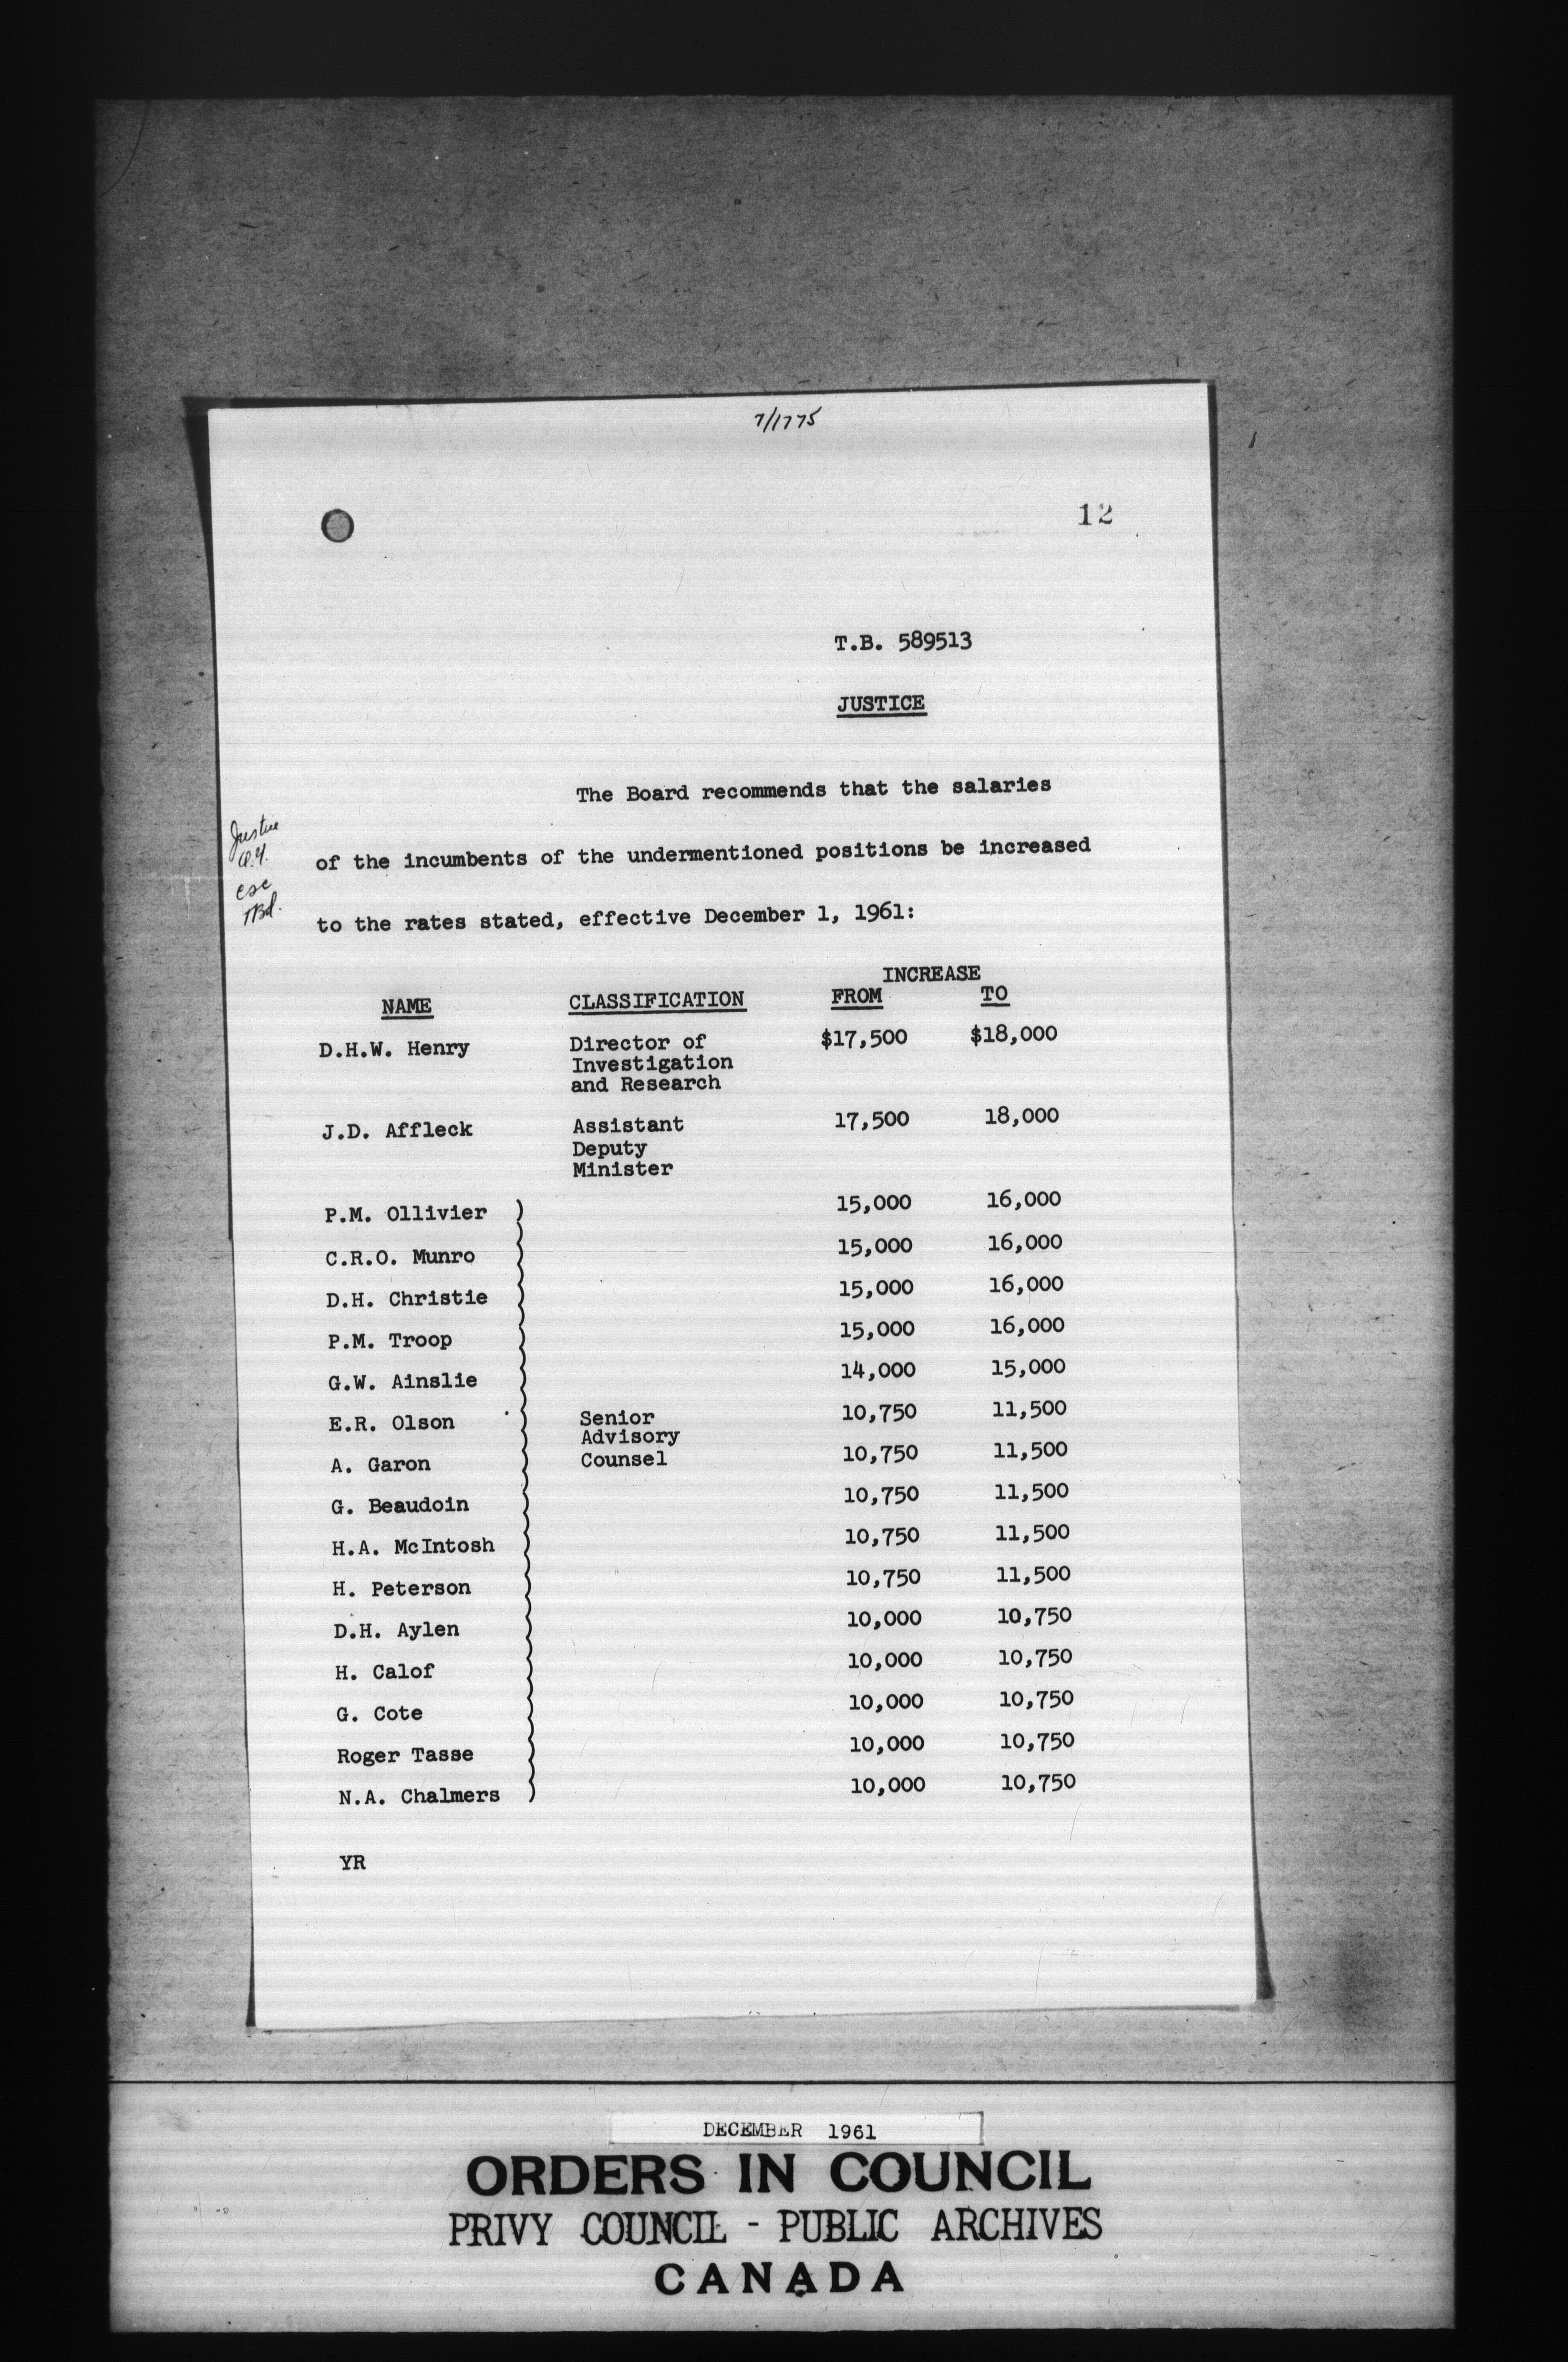 7/1775
12
T.B. 589513
JUSTICE
The Board recommends that the salaries
of the incumbents of the undermentioned positions be increased
to the rates stated, effective December 1, 1961:
Justice
csc
TBd.
INCREASE
NAME CLASSIFICATION FROM TO
D.H.W. Henry Director of $17,500 $18,000
Investigation
and Research
J.D. Affleck Assistant 17,500 18,000
Deputy
Minister
P.M. Ollivier ) 15,000 16,000
C.R.O. Munro ) 15,000 16,000
D.H. Christie ) 15,000 16,000
P.M. Troop ) 15,000 16,000
G.W. Ainslie ) 14,000 15,000
E.R. Olson ) Senior 10,750 11,500
Advisory
A. Garon ) Counsel 10,750 11,500
G. Beaudoin ) 10,750 11,500
H.A. McIntosh ) 10,750 11,500
H. Peterson ) 10,750 11,500
D.H. Aylen ) 10,000 10,750
H. Calof ) 10,000 10,750
G. Cote ) 10,000 10,750
Roger Tasse ) 10,000 10,750
N.A. Chalmers ) 10,000 10,750
YR
DECEMBER 1961
ORDERS IN COUNCIL
PRIVY COUNCIL - PUBLIC ARCHIVES
CANADA